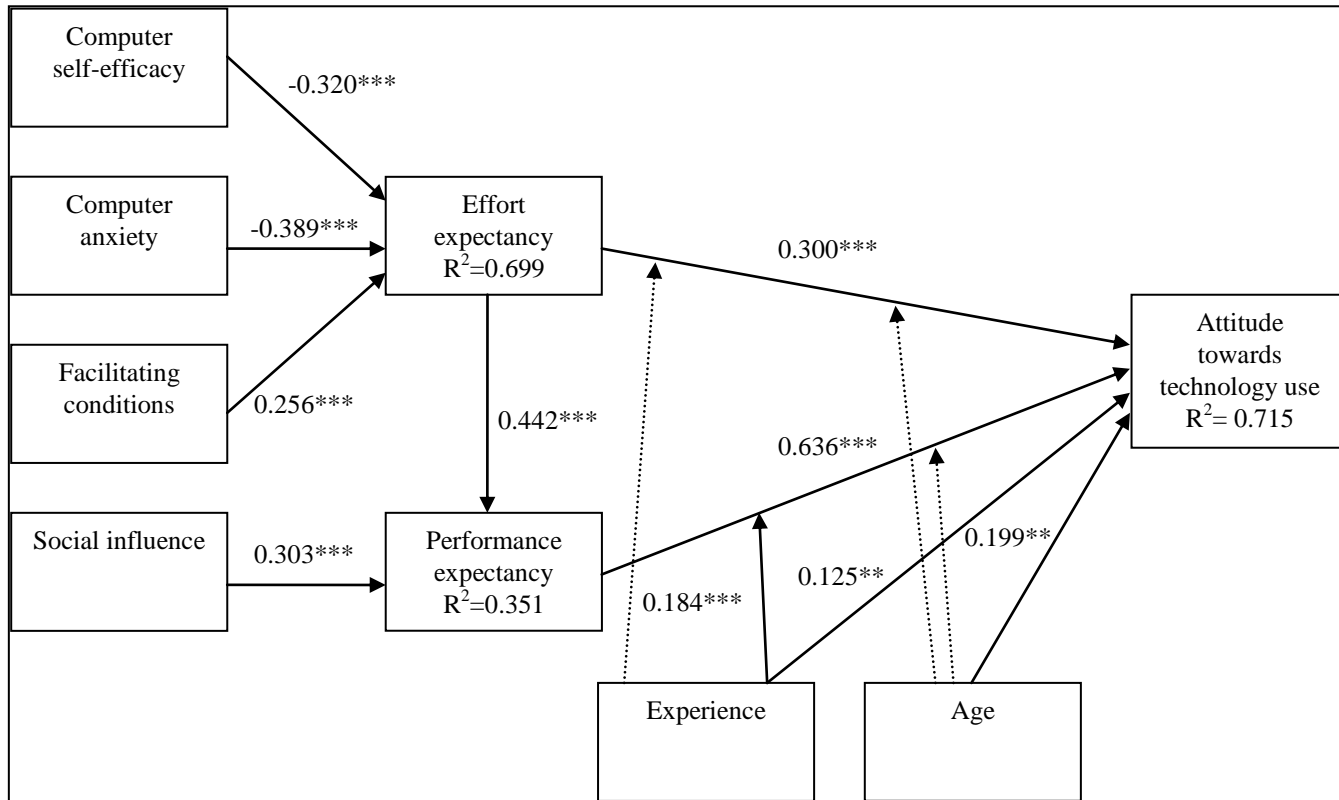 Computer
self-efficacy
-0.320***
Computer
anxiety
-0.389***
Effort
expectancy
R²=0.699
0.300***
Facilitating
conditions
0.256***
0.442***
0.636***
Attitude
towards
technology use
R²= 0.715
Social influence
0.303***
Performance
expectancy
R²=0.351
0.184***
0.125**
0.199**
Experience
Age